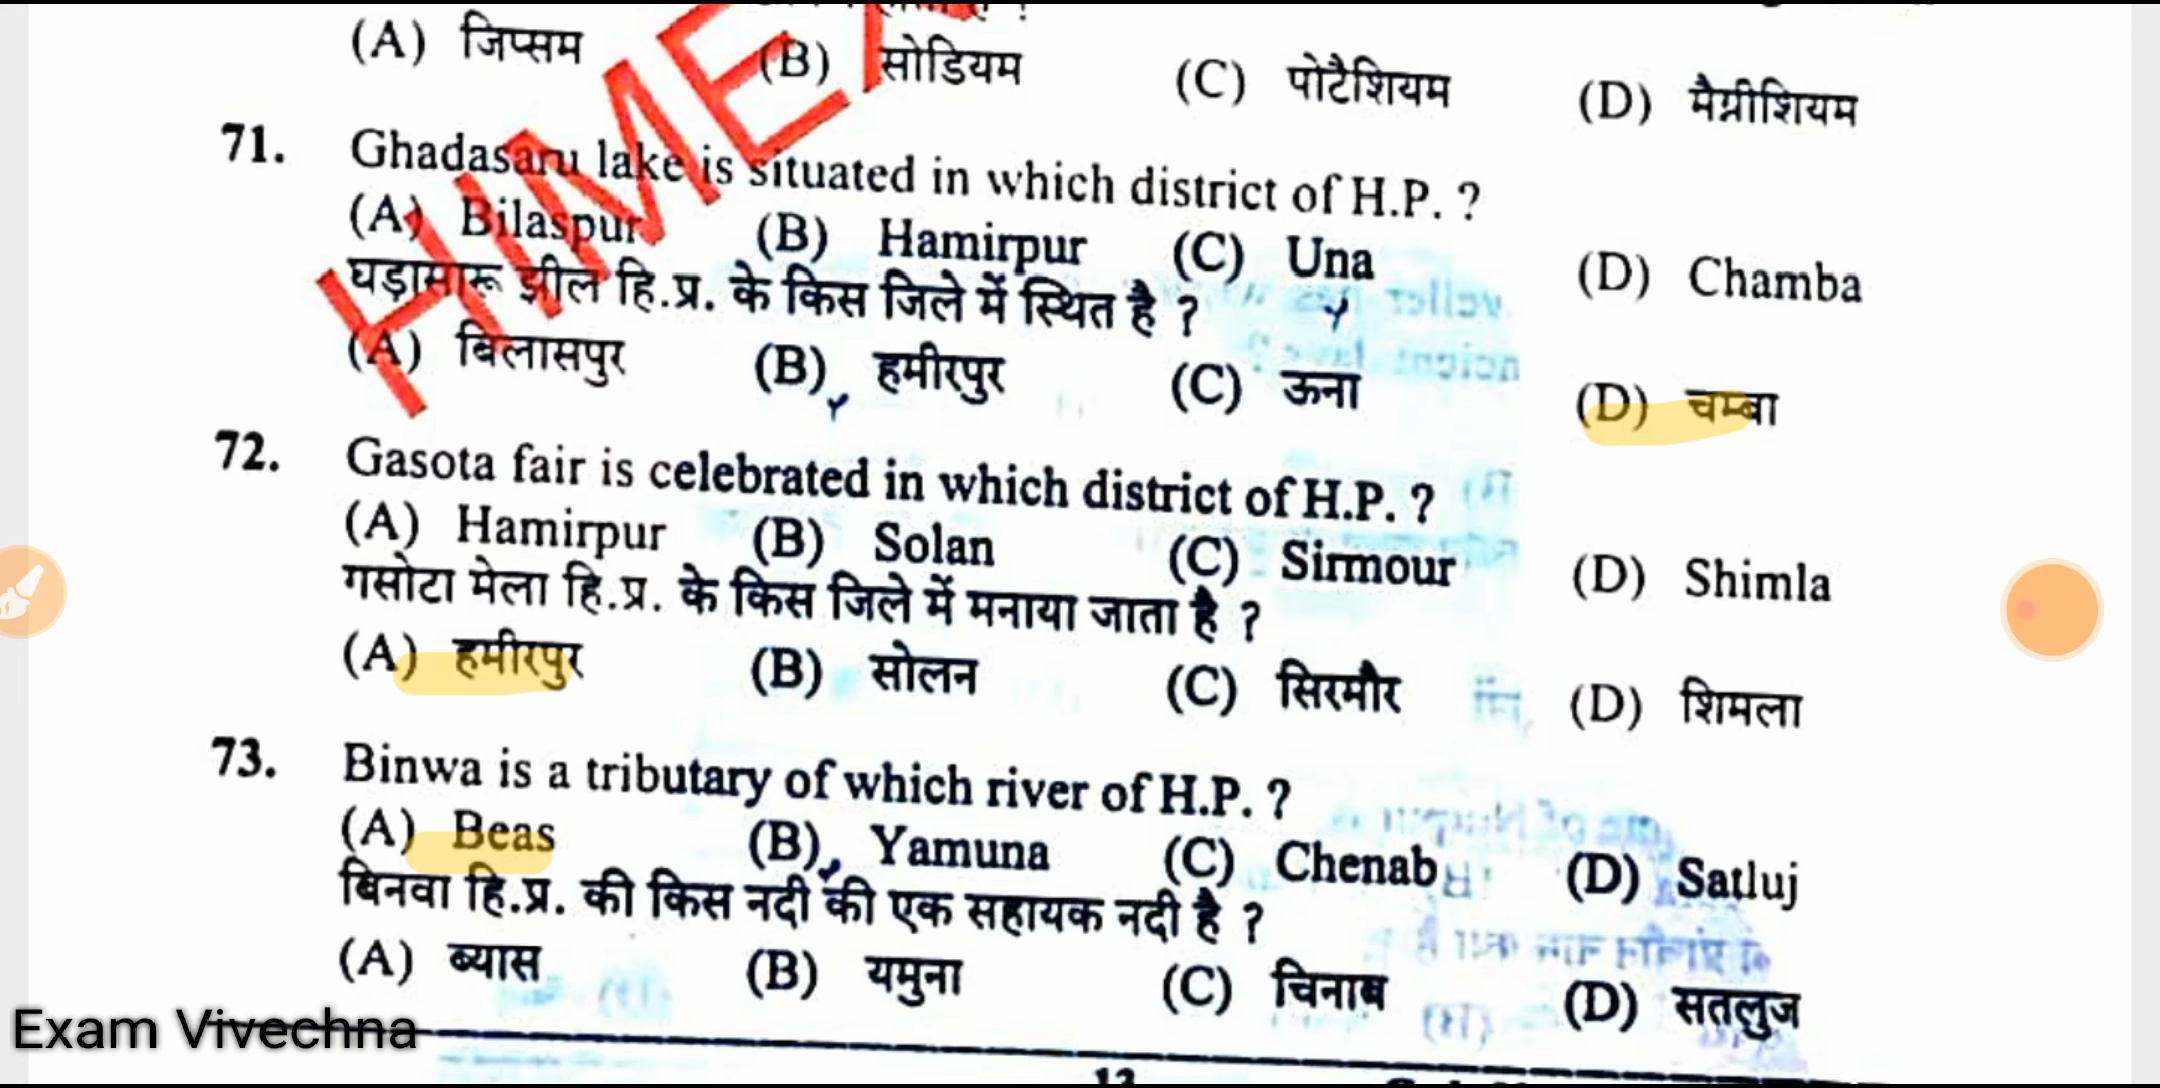 (A) जिप्सम (B) सोडियम (C) पोटैशियम (D) मैग्नीशियम
71. Ghadasaru lake is situated in which district of H.P. ?
(A) Bilaspur (B) Hamirpur (C) Una (D) Chamba
घड़ासारू झील हि.प्र. के किस जिले में स्थित है ?
(A) बिलासपुर (B) हमीरपुर (C) ऊना (D) चम्बा
72. Gasota fair is celebrated in which district of H.P. ?
(A) Hamirpur (B) Solan (C) Sirmour (D) Shimla
गसोटा मेला हि.प्र. के किस जिले में मनाया जाता है ?
(A) हमीरपुर (B) सोलन (C) सिरमौर (D) शिमला
73. Binwa is a tributary of which river of H.P. ?
(A) Beas (B) Yamuna (C) Chenab (D) Satluj
बिनवा हि.प्र. की किस नदी की एक सहायक नदी है ?
(A) ब्यास (B) यमुना (C) चिनाब (D) सतलुज
Exam Vivechna